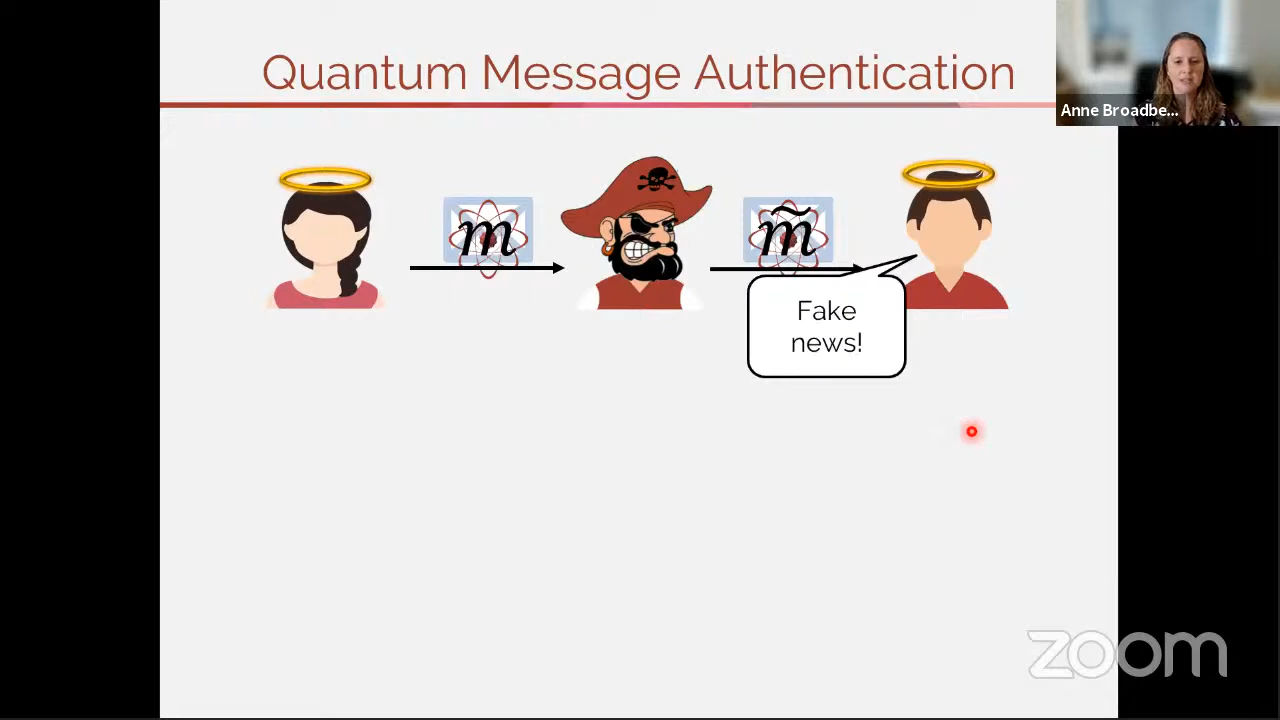 Quantum Message Authentication
Anne Broadbe...
m
m̃
Fake
news!
zoom